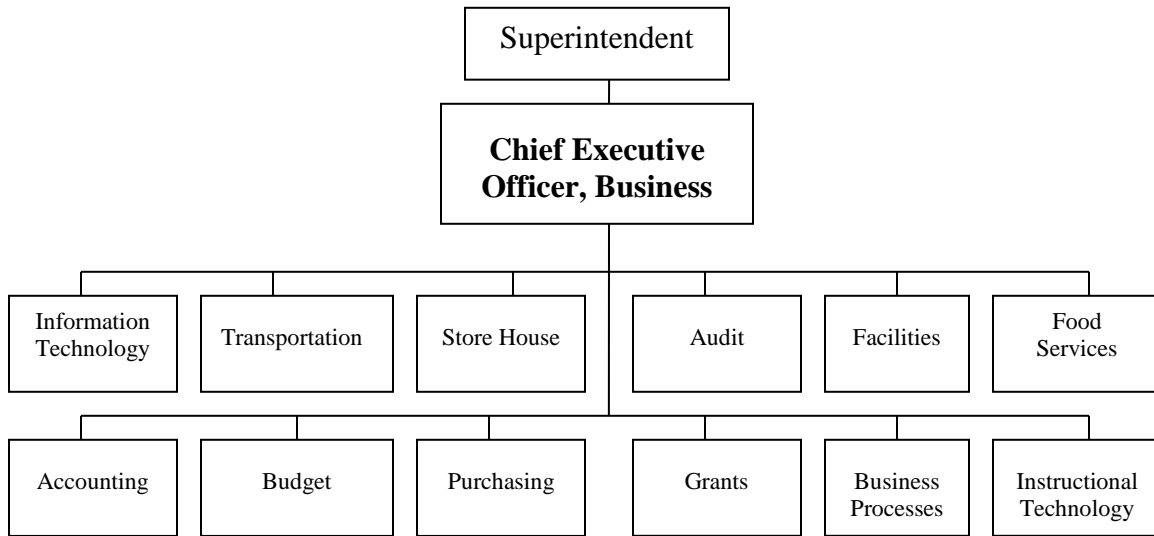 Superintendent
Chief Executive
Officer, Business
Information
Technology
Transportation
Store House
Audit
Facilities
Food
Services
Accounting
Budget
Purchasing
Grants
Business
Processes
Instructional
Technology